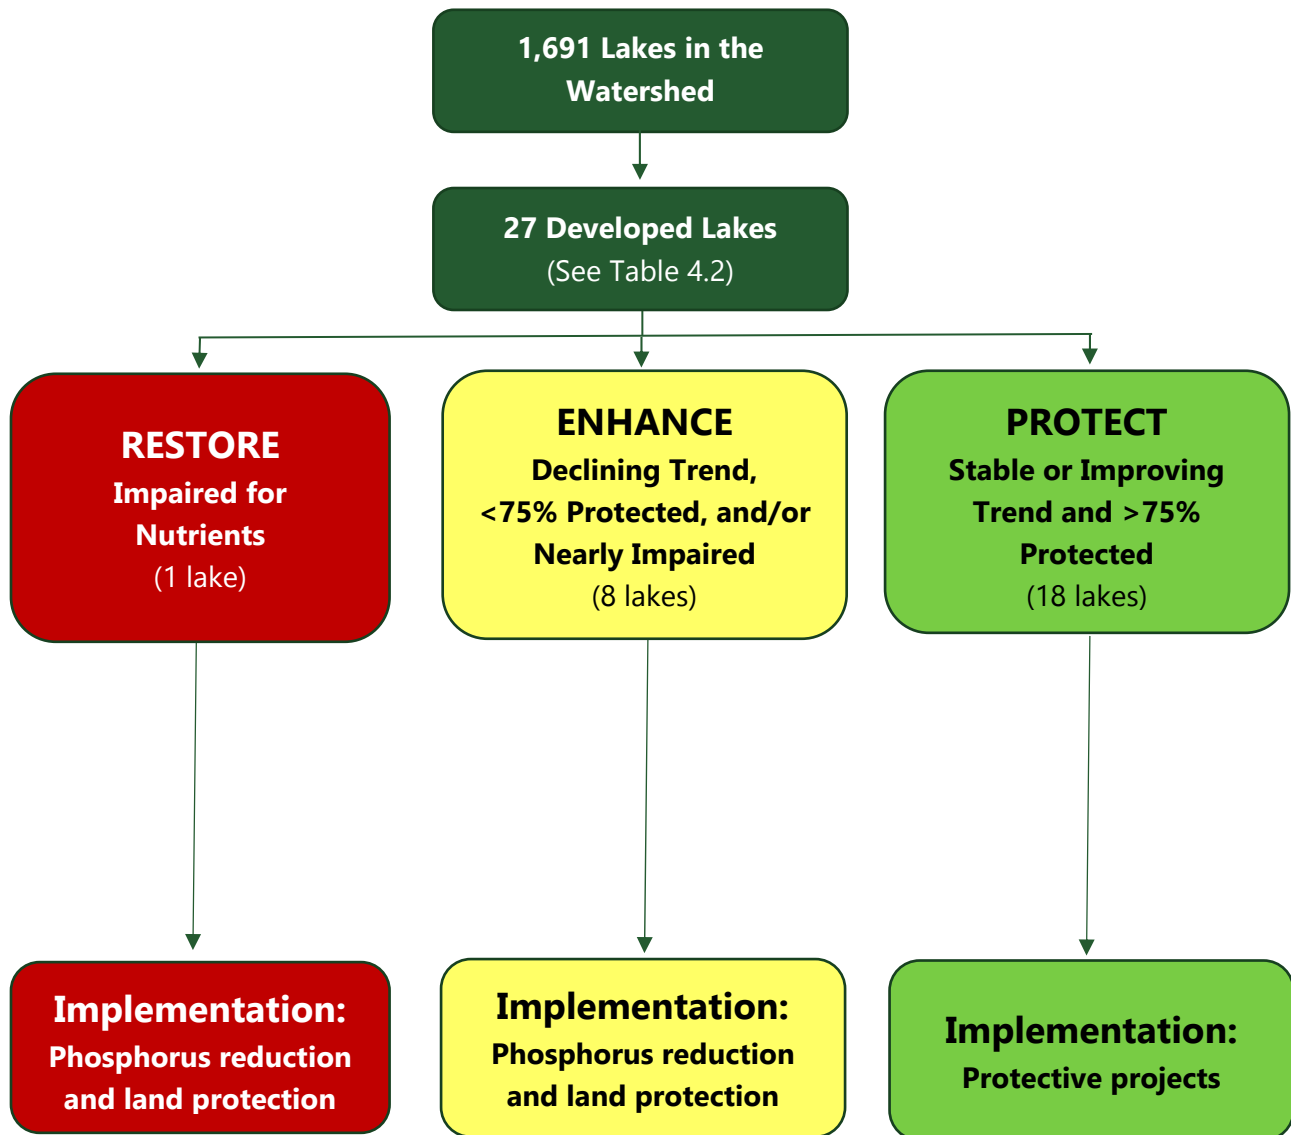 1,691 Lakes in the
Watershed
27 Developed Lakes
(See Table 4.2)
RESTORE
Impaired for
Nutrients
(1 lake)
ENHANCE
Declining Trend,
<75% Protected, and/or
Nearly Impaired
(8 lakes)
PROTECT
Stable or Improving
Trend and >75%
Protected
(18 lakes)
Implementation:
Phosphorus reduction
and land protection
Implementation:
Phosphorus reduction
and land protection
Implementation:
Protective projects